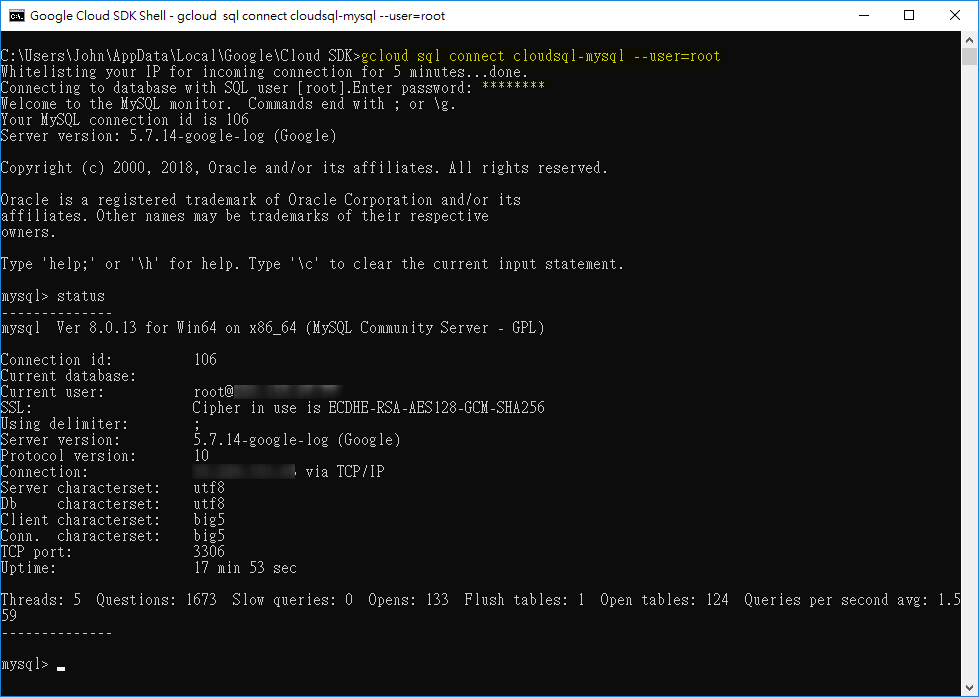 Google Cloud SDK Shell - gcloud  sql connect cloudsql-mysql --user=root
C:\Users\John\AppData\Local\Google\Cloud SDK>gcloud sql connect cloudsql-mysql --user=root
Whitelisting your IP for incoming connection for 5 minutes...done.
Connecting to database with SQL user [root].Enter password: ********
Welcome to the MySQL monitor.  Commands end with ; or \g.
Your MySQL connection id is 106
Server version: 5.7.14-google-log (Google)
Copyright (c) 2000, 2018, Oracle and/or its affiliates. All rights reserved.
Oracle is a registered trademark of Oracle Corporation and/or its
affiliates. Other names may be trademarks of their respective
owners.
Type 'help;' or '\h' for help. Type '\c' to clear the current input statement.
mysql> status
--------------
mysql  Ver 8.0.13 for Win64 on x86_64 (MySQL Community Server - GPL)
Connection id:          106
Current database:
Current user:           root@
SSL:                    Cipher in use is ECDHE-RSA-AES128-GCM-SHA256
Using delimiter:        ;
Server version:         5.7.14-google-log (Google)
Protocol version:       10
Connection:             via TCP/IP
Server characterset:    utf8
Db     characterset:    utf8
Client characterset:    big5
Conn.  characterset:    big5
TCP port:               3306
Uptime:                 17 min 53 sec
Threads: 5  Questions: 1673  Slow queries: 0  Opens: 133  Flush tables: 1  Open tables: 124  Queries per second avg: 1.5
59
--------------
mysql>